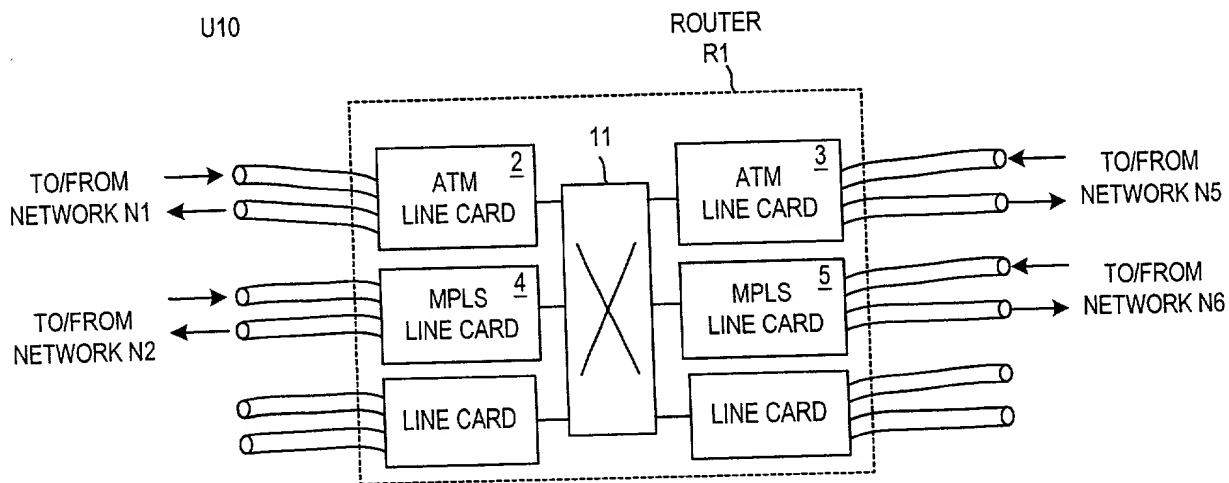 U10
ROUTER
R1
11
2
ATM
LINE CARD
3
ATM
LINE CARD
TO/FROM
NETWORK N1
TO/FROM
NETWORK N5
4
MPLS
LINE CARD
5
MPLS
LINE CARD
TO/FROM
NETWORK N2
TO/FROM
NETWORK N6
LINE CARD
LINE CARD